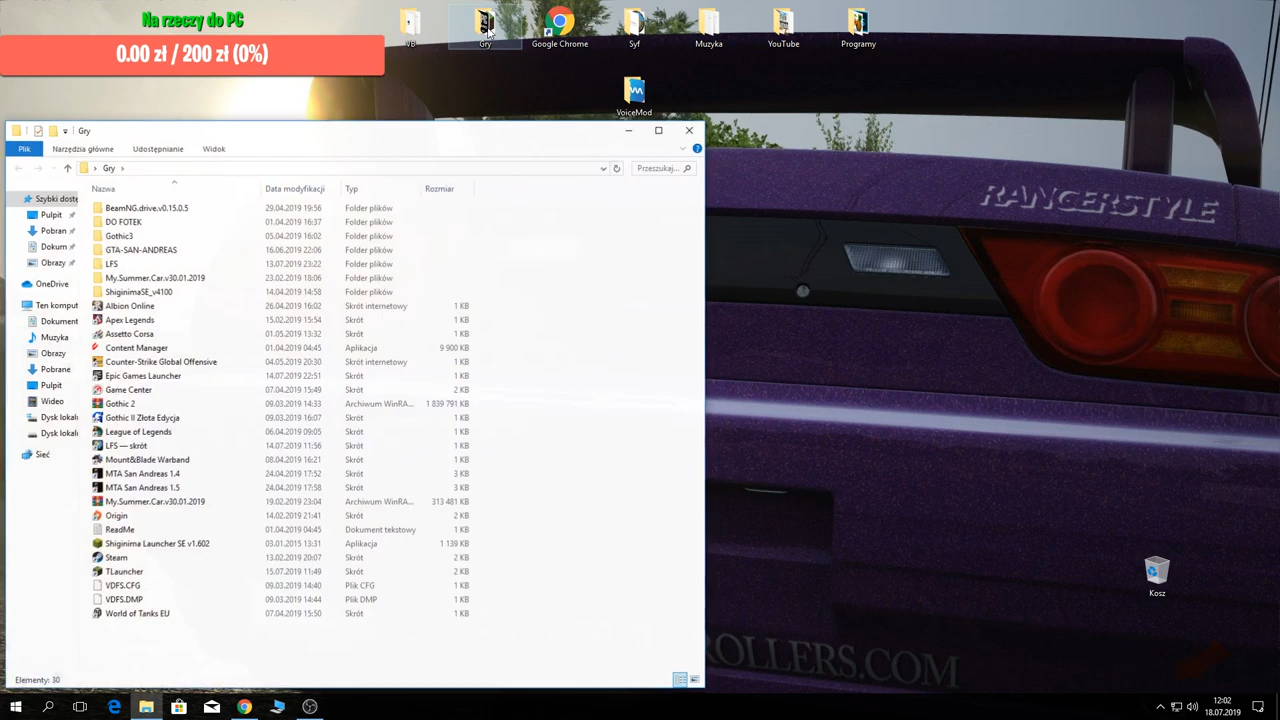 Na rzeczy do PC
0.00 zł / 200 zł (0%)
VB
Gry
Google Chrome
Syf
Muzyka
YouTube
Programy
VoiceMod
RANGERSTYLE
Gry
Plik
Narzędzia główne
Udostępnianie
Widok
Gry
Przeszukaj...
Nazwa
Data modyfikacji
Typ
Rozmiar
Szybki doste
Pulpit
Pobran
Dokum
Obrazy
OneDrive
Ten komput
Dokument
Muzyka
Obrazy
Pobrane
Pulpit
Wideo
Dysk lokaln
Dysk lokaln
Sieć
BeamNG.drive.v0.15.0.5 29.04.2019 19:56 Folder plików
DO FOTEK 01.04.2019 16:37 Folder plików
Gothic3 05.04.2019 16:02 Folder plików
GTA-SAN-ANDREAS 16.06.2019 22:06 Folder plików
LFS 13.07.2019 23:22 Folder plików
My.Summer.Car.v30.01.2019 23.02.2019 18:06 Folder plików
ShiginimaSE_v4100 14.04.2019 14:58 Folder plików
Albion Online 26.04.2019 16:02 Skrót internetowy 1 KB
Apex Legends 15.02.2019 15:54 Skrót 1 KB
Assetto Corsa 01.05.2019 13:32 Skrót 1 KB
Content Manager 01.04.2019 04:45 Aplikacja 9 900 KB
Counter-Strike Global Offensive 04.05.2019 20:30 Skrót internetowy 1 KB
Epic Games Launcher 14.07.2019 22:51 Skrót 1 KB
Game Center 07.04.2019 15:49 Skrót 2 KB
Gothic 2 09.03.2019 14:33 Archiwum WinRA... 1 839 791 KB
Gothic II Złota Edycja 09.03.2019 16:07 Skrót 1 KB
League of Legends 06.04.2019 09:05 Skrót 1 KB
LFS — skrót 14.07.2019 11:56 Skrót 1 KB
Mount&Blade Warband 08.04.2019 16:21 Skrót 1 KB
MTA San Andreas 1.4 24.04.2019 17:52 Skrót 3 KB
MTA San Andreas 1.5 24.04.2019 17:58 Skrót 3 KB
My.Summer.Car.v30.01.2019 19.02.2019 23:04 Archiwum WinRA... 313 481 KB
Origin 14.02.2019 21:41 Skrót 2 KB
ReadMe 01.04.2019 04:45 Dokument tekstowy 1 KB
Shiginima Launcher SE v1.602 03.01.2015 13:31 Aplikacja 1 139 KB
Steam 13.02.2019 20:07 Skrót 2 KB
TLauncher 15.07.2019 11:49 Skrót 2 KB
VDFS.CFG 09.03.2019 14:40 Plik CFG 1 KB
VDFS.DMP 09.03.2019 14:44 Plik DMP 1 KB
World of Tanks EU 07.04.2019 15:50 Skrót 1 KB
Elementy: 30
Kosz
ROLLERS.COM
12:02
18.07.2019